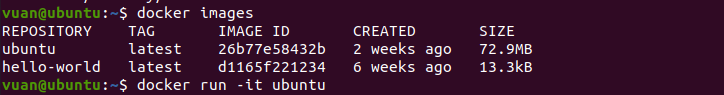 vuan@ubuntu:~$ docker images
REPOSITORY    TAG       IMAGE ID       CREATED       SIZE
ubuntu        latest    26b77e58432b   2 weeks ago   72.9MB
hello-world   latest    d1165f221234   6 weeks ago   13.3kB
vuan@ubuntu:~$ docker run -it ubuntu